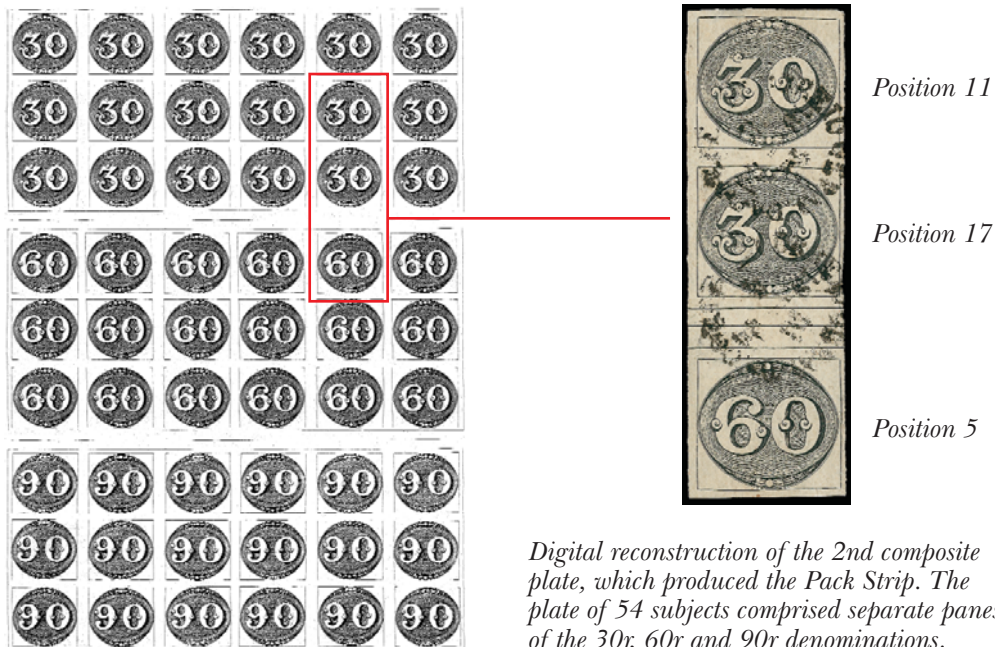 30 30 30 30 30 30
30 30 30 30 30 30
30 30 30 30 30 30
60 60 60 60 60 60
60 60 60 60 60 60
60 60 60 60 60 60
90 90 90 90 90 90
90 90 90 90 90 90
90 90 90 90 90 90
30
Position 11
30
Position 17
60
Position 5
Digital reconstruction of the 2nd composite
plate, which produced the Pack Strip. The
plate of 54 subjects comprised separate panes
of the 30r, 60r and 90r denominations.